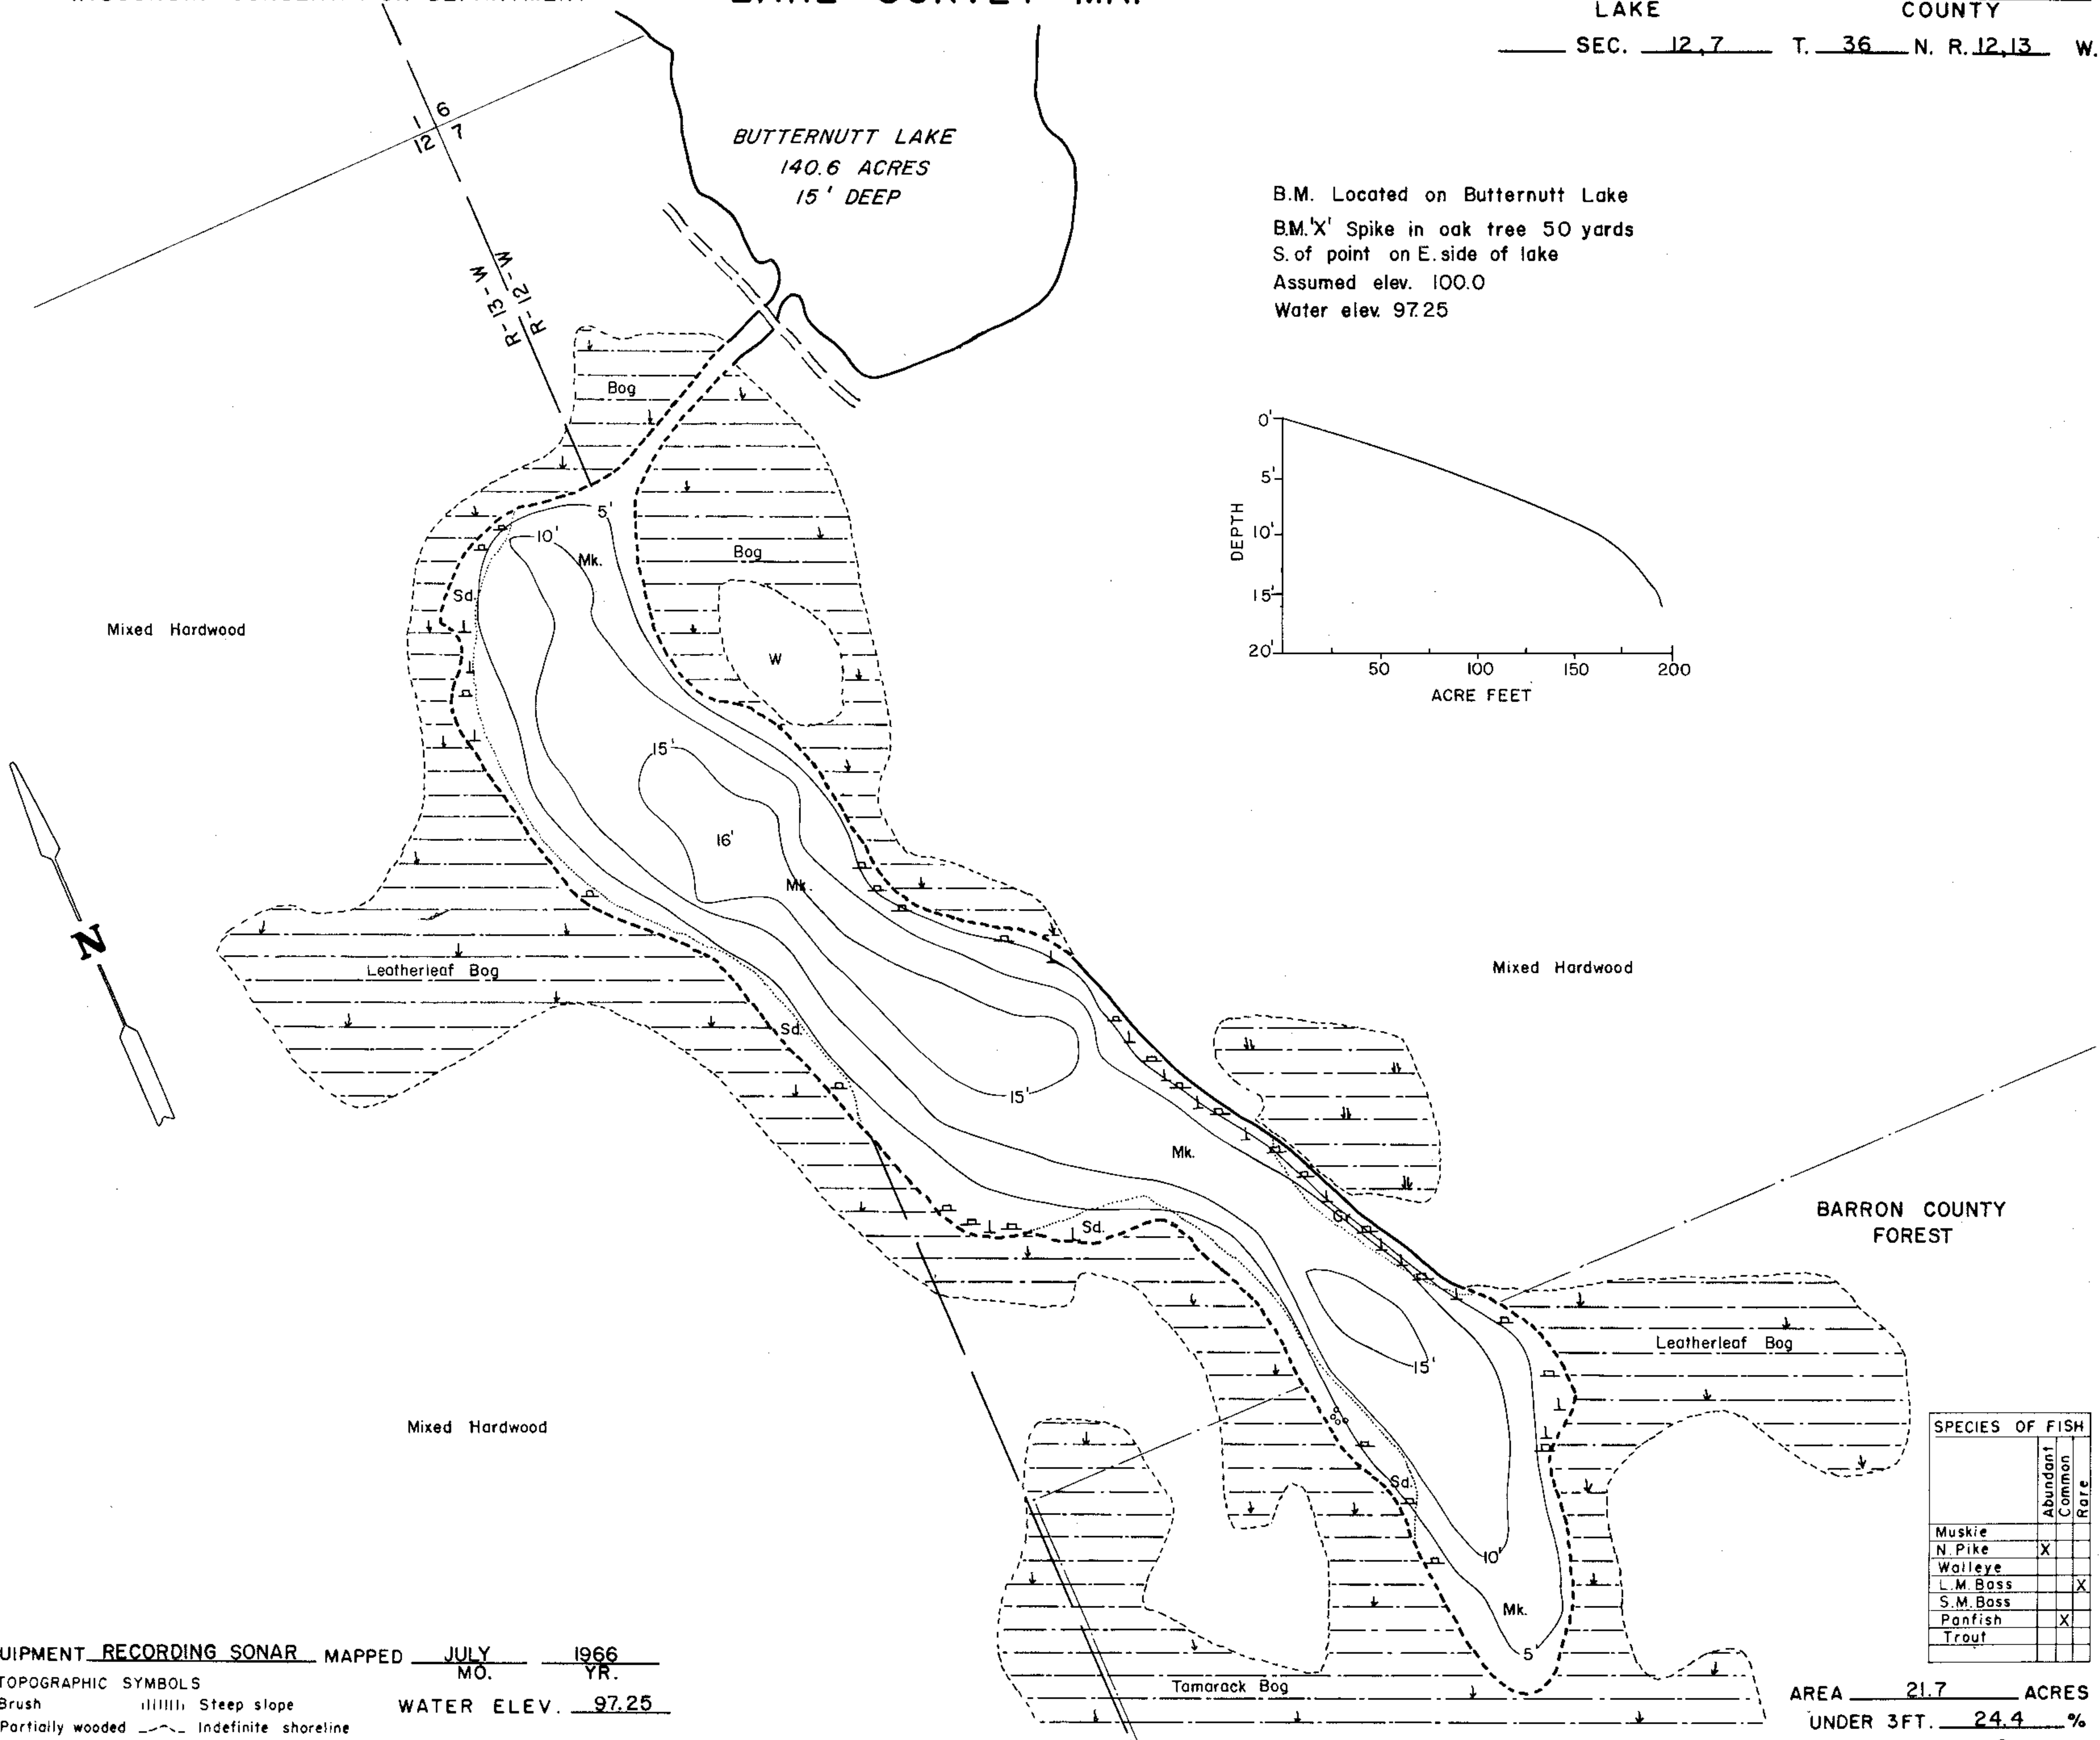 LAKE COUNTY
SEC. 12,7 T. 36 N. R. 12,13 W.
1 6
12 7
BUTTERNUTT LAKE
140.6 ACRES
15' DEEP
B.M. Located on Butternutt Lake
B.M.'X' Spike in oak tree 50 yards
S. of point on E. side of lake
Assumed elev. 100.0
Water elev. 97.25
R-13-W
R-12-W
Bog
0'
5'
10'
15'
20'
DEPTH
50 100 150 200
ACRE FEET
5'
10'
Mk.
Bog
Sd.
Mixed Hardwood
W
15'
16'
Mk.
N
Leatherleaf Bog
Mixed Hardwood
Sd.
15'
Mk.
Gr.
Sd.
BARRON COUNTY
FOREST
Leatherleaf Bog
15'
Mixed Hardwood
Sd.
10'
Mk.
5'
Tamarack Bog
SPECIES OF FISH
Abundant
Common
Rare
Muskie
N. Pike X
Walleye
L.M. Bass X
S.M. Bass
Panfish X
Trout
UIPMENT RECORDING SONAR MAPPED JULY 1966
MO. YR.
TOPOGRAPHIC SYMBOLS
Brush Steep slope
Partially wooded Indefinite shoreline
WATER ELEV. 97.25
AREA 21.7 ACRES
UNDER 3FT. 24.4 %